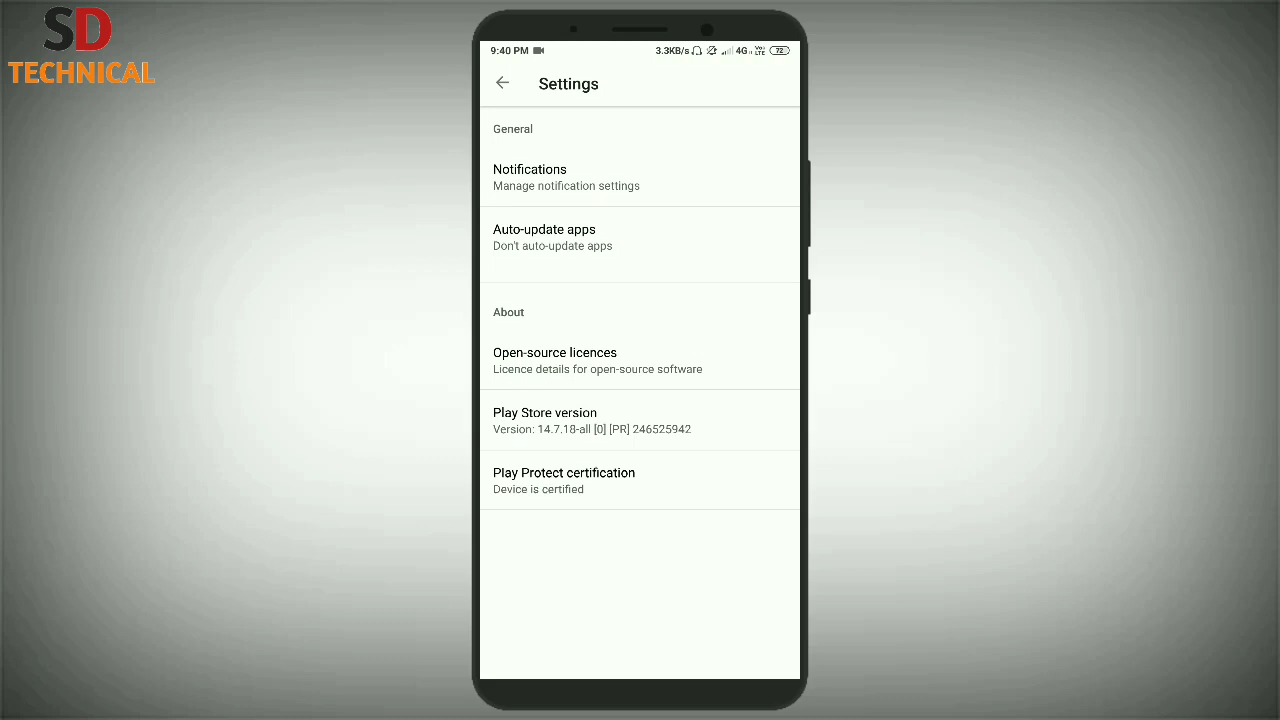 SD
TECHNICAL
9:40 PM 3.3KB/s 4G Vo LTE 72
Settings
General
Notifications
Manage notification settings
Auto-update apps
Don't auto-update apps
About
Open-source licences
Licence details for open-source software
Play Store version
Version: 14.7.18-all [0] [PR] 246525942
Play Protect certification
Device is certified